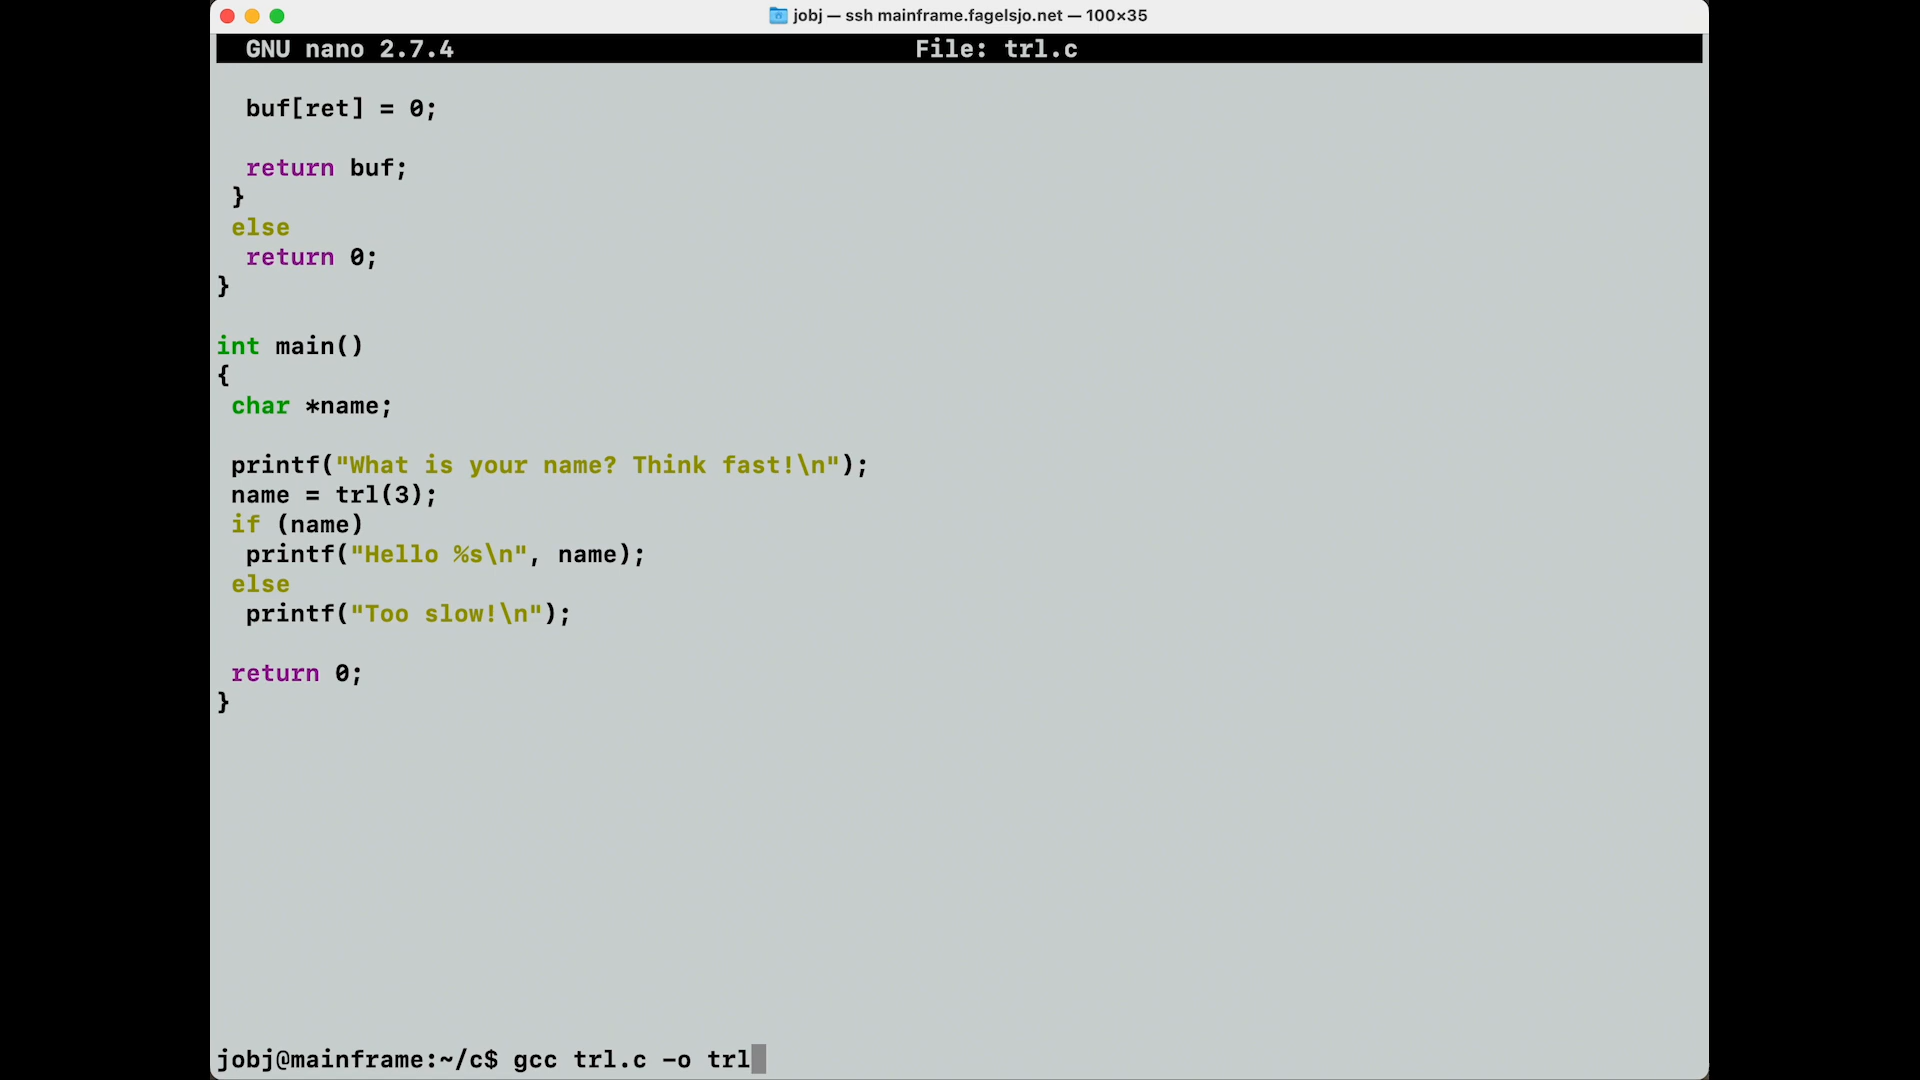 jobj — ssh mainframe.fagelsjo.net — 100×35
GNU nano 2.7.4 File: trl.c
buf[ret] = 0;
return buf;
}
else
return 0;
}
int main()
{
char *name;
printf("What is your name? Think fast!\n");
name = trl(3);
if (name)
printf("Hello %s\n", name);
else
printf("Too slow!\n");
return 0;
}
jobj@mainframe:~/c$ gcc trl.c -o trl